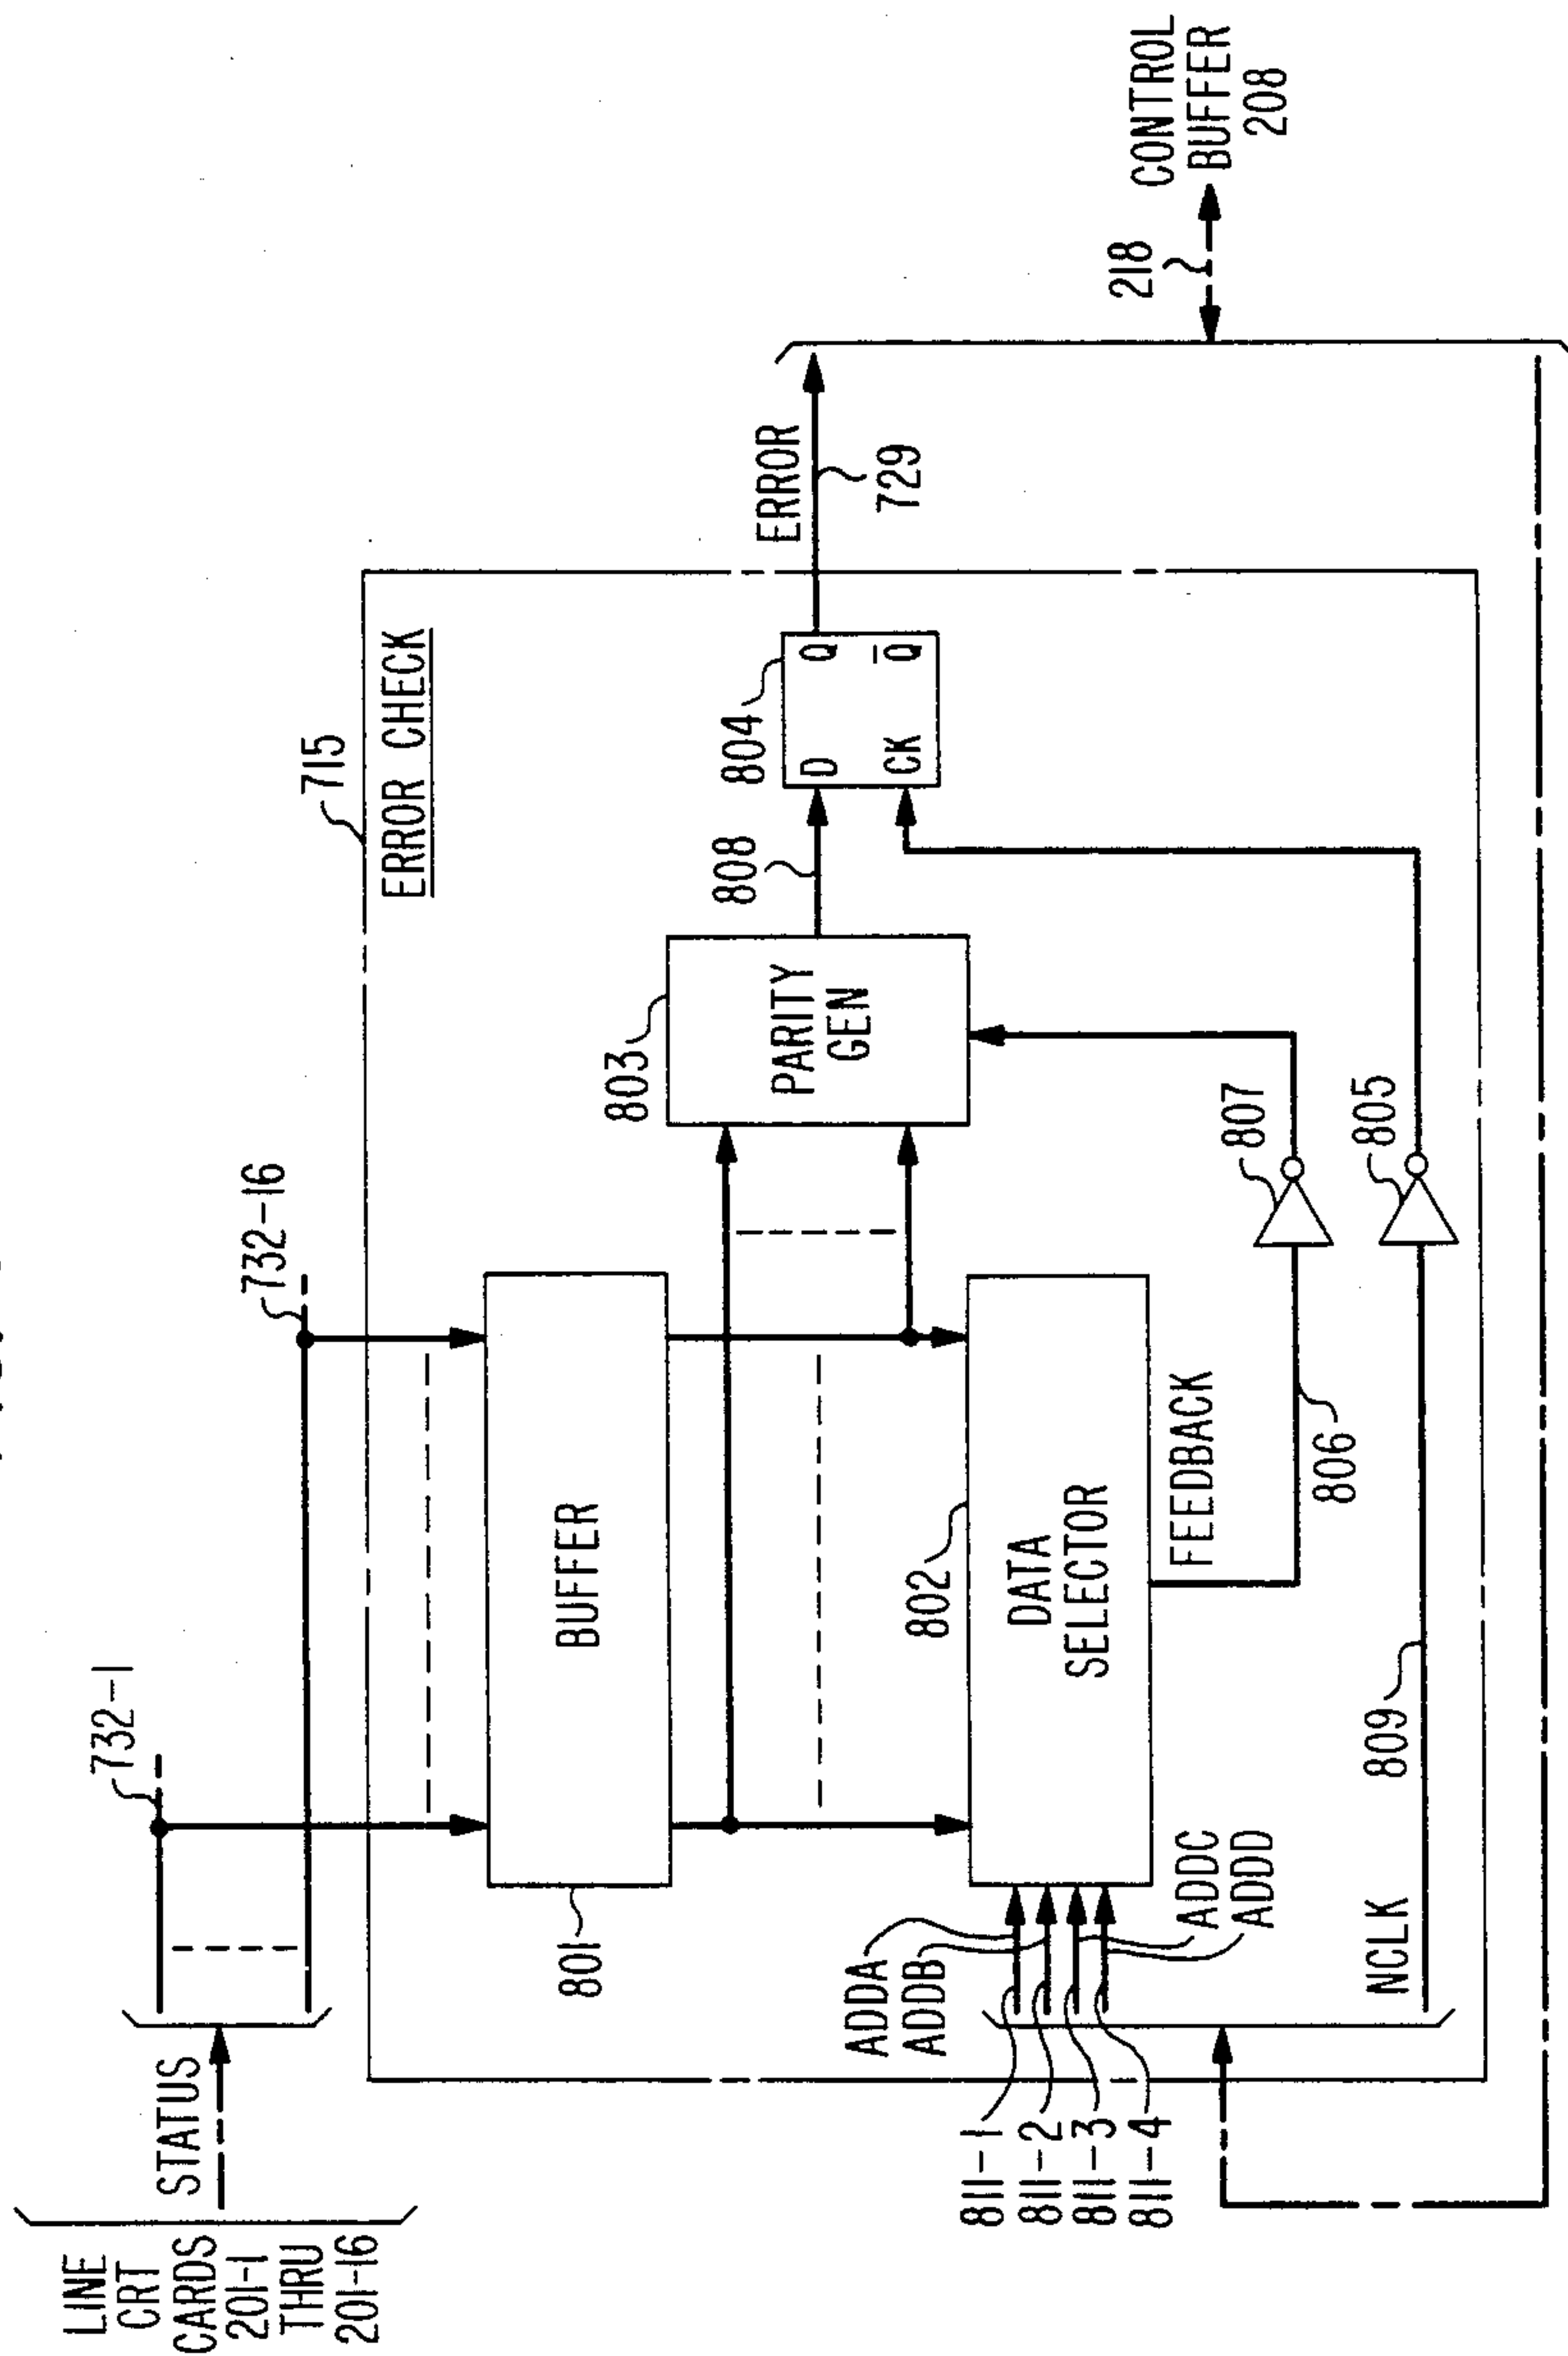 LINE
CRT
CARDS
201-1
THRU
201-16
STATUS
732-1
732-16
715
ERROR CHECK
BUFFER
801
803
PARITY
GEN
808
804
D
Q
CK
Q̅
ERROR
729
218
CONTROL
BUFFER
208
ADDA
ADDB
811-1
811-2
811-3
811-4
ADDC
ADDD
802
DATA
SELECTOR
FEEDBACK
806
807
805
NCLK
809